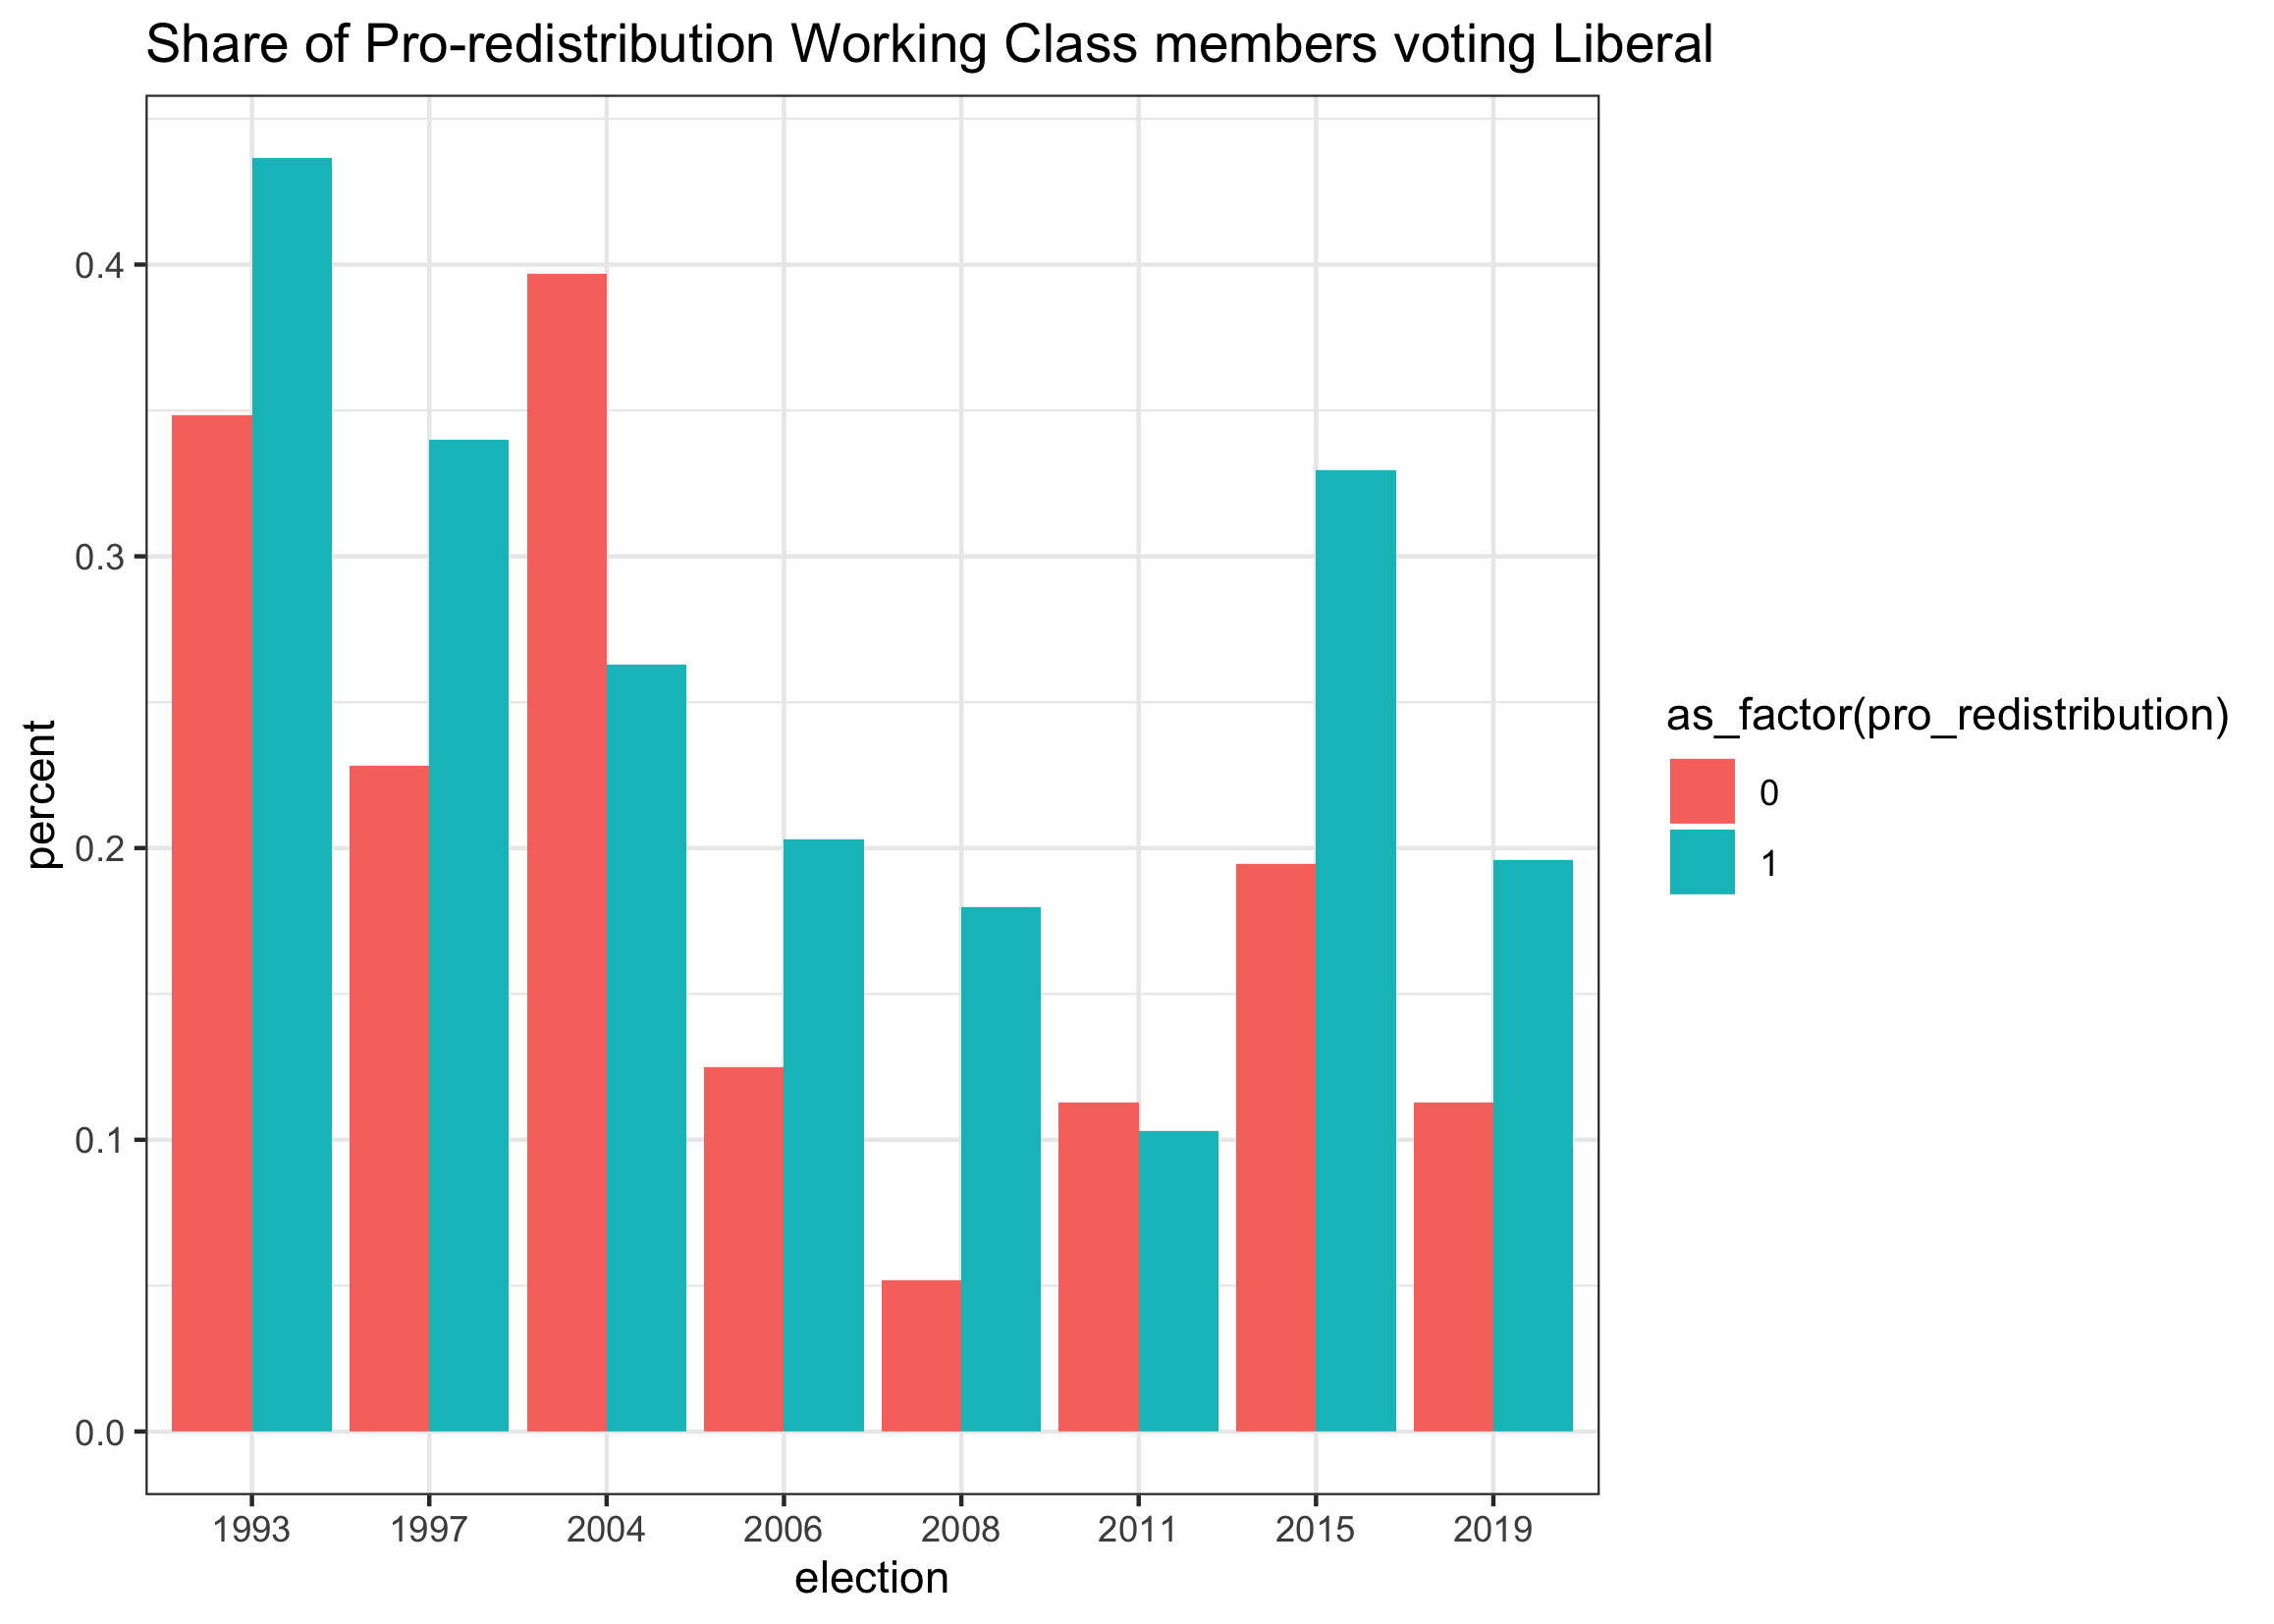 Share of Pro-redistribution Working Class members voting Liberal
percent
0.4
0.3
0.2
0.1
0.0
1993 1997 2004 2006 2008 2011 2015 2019
election
as_factor(pro_redistribution)
0
1